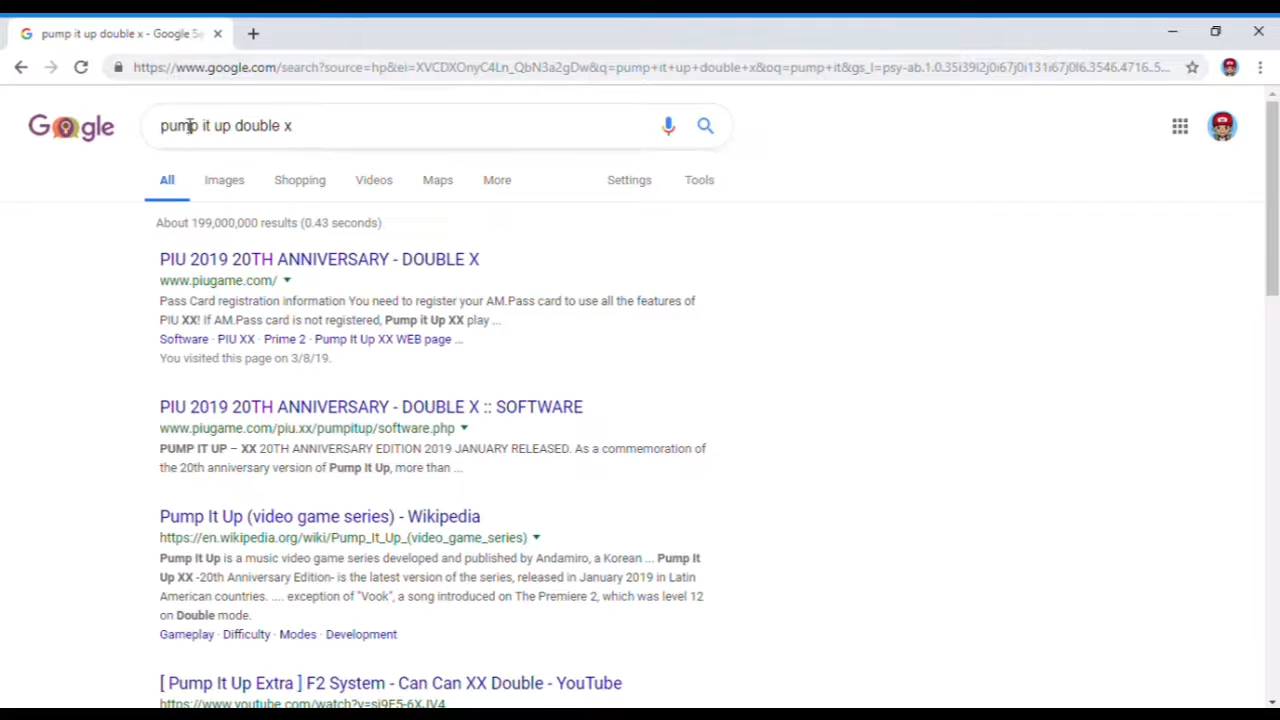 pump it up double x - Google Se
https://www.google.com/search?source=hp&ei=XVCDXOnyC4Ln_QbN3a2gDw&q=pump+it+up+double+x&oq=pump+it&gs_l=psy-ab.1.0.35i39l2j0i67j0i131i67j0l6.3546.4716..5...
Google
pump it up double x
All Images Shopping Videos Maps More Settings Tools
About 199,000,000 results (0.43 seconds)
PIU 2019 20TH ANNIVERSARY - DOUBLE X
www.piugame.com/
Pass Card registration information You need to register your AM.Pass card to use all the features of
PIU XX! If AM.Pass card is not registered, Pump it Up XX play ...
Software · PIU XX · Prime 2 · Pump It Up XX WEB page ...
You visited this page on 3/8/19.
PIU 2019 20TH ANNIVERSARY - DOUBLE X :: SOFTWARE
www.piugame.com/piu.xx/pumpitup/software.php
PUMP IT UP – XX 20TH ANNIVERSARY EDITION 2019 JANUARY RELEASED. As a commemoration of
the 20th anniversary version of Pump It Up, more than ...
Pump It Up (video game series) - Wikipedia
https://en.wikipedia.org/wiki/Pump_It_Up_(video_game_series)
Pump It Up is a music video game series developed and published by Andamiro, a Korean ... Pump It
Up XX -20th Anniversary Edition- is the latest version of the series, released in January 2019 in Latin
American countries. .... exception of "Vook", a song introduced on The Premiere 2, which was level 12
on Double mode.
Gameplay · Difficulty · Modes · Development
[ Pump It Up Extra ] F2 System - Can Can XX Double - YouTube
https://www.youtube.com/watch?v=si9E5-6XJV4